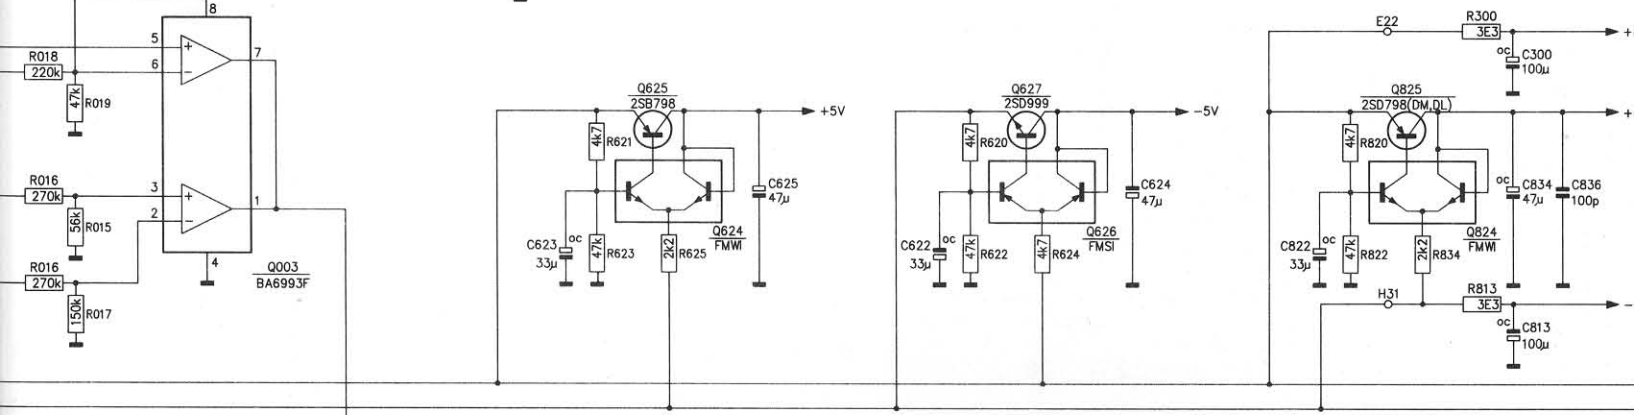 8
5
+
7
6
−
R018
220k
47k
R019
R016
270k
3
+
1
2
−
56k
R015
R016
270k
4
Q003
BA6993F
150k
R017
Q625
2SB798
+5V
4k7
R621
C625
47μ
C623
oc
33μ
47k
R623
2k2
R625
Q624
FMWI
Q627
2SD999
−5V
4k7
R620
C624
47μ
C622
oc
33μ
47k
R622
4k7
R624
Q626
FMSI
E22
R300
3E3
+
oc
C300
100μ
Q825
2SD798(DM,DL)
+
4k7
R820
oc
C834
47μ
C836
100p
C822
oc
33μ
47k
R822
2k2
R834
Q824
FMWI
H31
R813
3E3
−
oc
C813
100μ